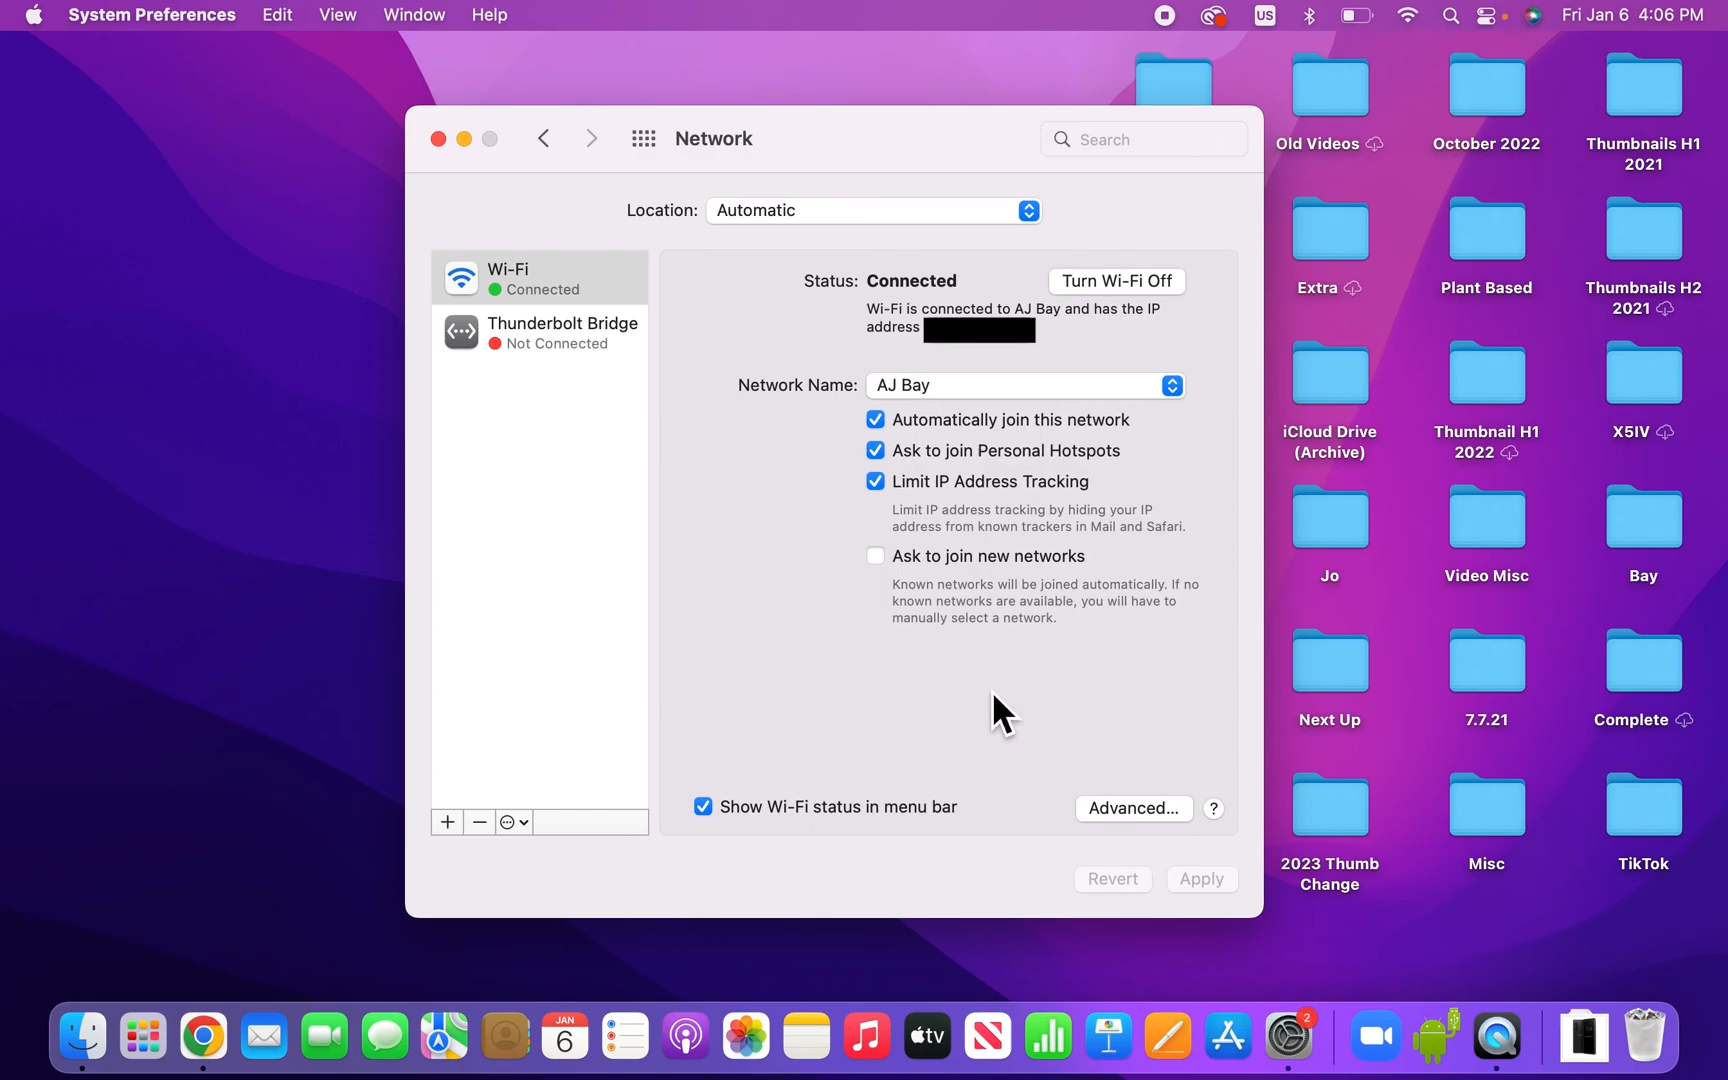 System Preferences Edit View Window Help
US
Fri Jan 6 4:06 PM
Network
Search
Location: Automatic
Wi-Fi
Connected
Thunderbolt Bridge
Not Connected
Status: Connected
Turn Wi-Fi Off
Wi-Fi is connected to AJ Bay and has the IP
address
Network Name: AJ Bay
Automatically join this network
Ask to join Personal Hotspots
Limit IP Address Tracking
Limit IP address tracking by hiding your IP
address from known trackers in Mail and Safari.
Ask to join new networks
Known networks will be joined automatically. If no
known networks are available, you will have to
manually select a network.
Show Wi-Fi status in menu bar
Advanced...
?
Revert
Apply
Old Videos
October 2022
Thumbnails H1
2021
Extra
Plant Based
Thumbnails H2
2021
iCloud Drive
(Archive)
Thumbnail H1
2022
X5IV
Jo
Video Misc
Bay
Next Up
7.7.21
Complete
2023 Thumb
Change
Misc
TikTok
JAN
6
tv
2